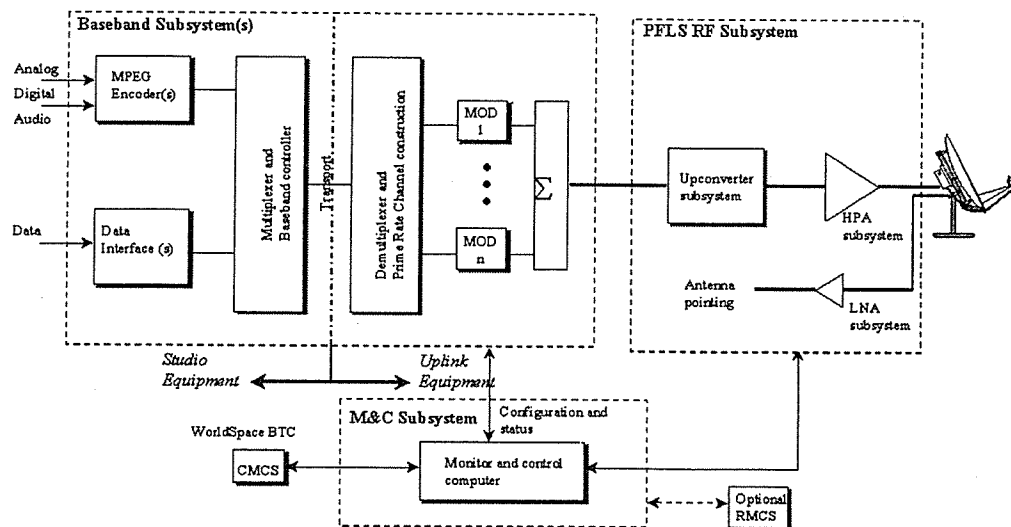 Baseband Subsystem(s)
PFLS RF Subsystem
Analog
Digital
Audio
MPEG
Encoder(s)
Data
Data
Interface (s)
Multiplexer and
Baseband controller
Transport
Demultiplexer and
Prime Rate Channel construction
MOD
1
MOD
n
Σ
Upconverter
subsystem
HPA
subsystem
Antenna
pointing
LNA
subsystem
Studio
Equipment
Uplink
Equipment
M&C Subsystem
Configuration and
status
WorldSpace BTC
CMCS
Monitor and control
computer
Optional
RMCS